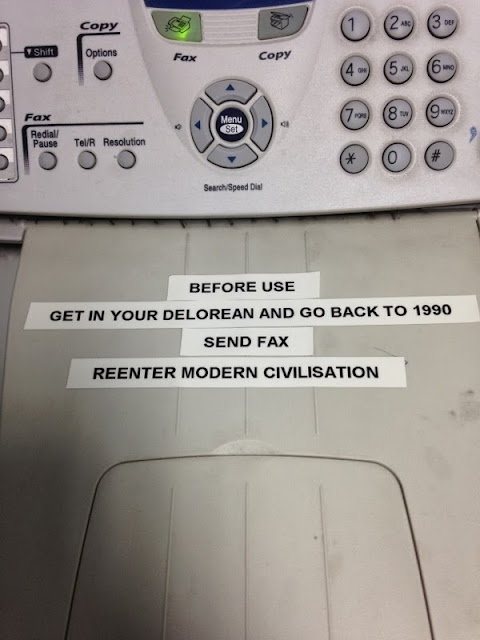 Copy
Shift
Options
Fax
Copy
1 2 ABC 3 DEF
4 GHI 5 JKL 6 MNO
7 PQRS 8 TUV 9 WXYZ
* 0 #
Fax
Redial/
Pause
Tel/R
Resolution
Menu
Set
Search/Speed Dial
BEFORE USE
GET IN YOUR DELOREAN AND GO BACK TO 1990
SEND FAX
REENTER MODERN CIVILISATION